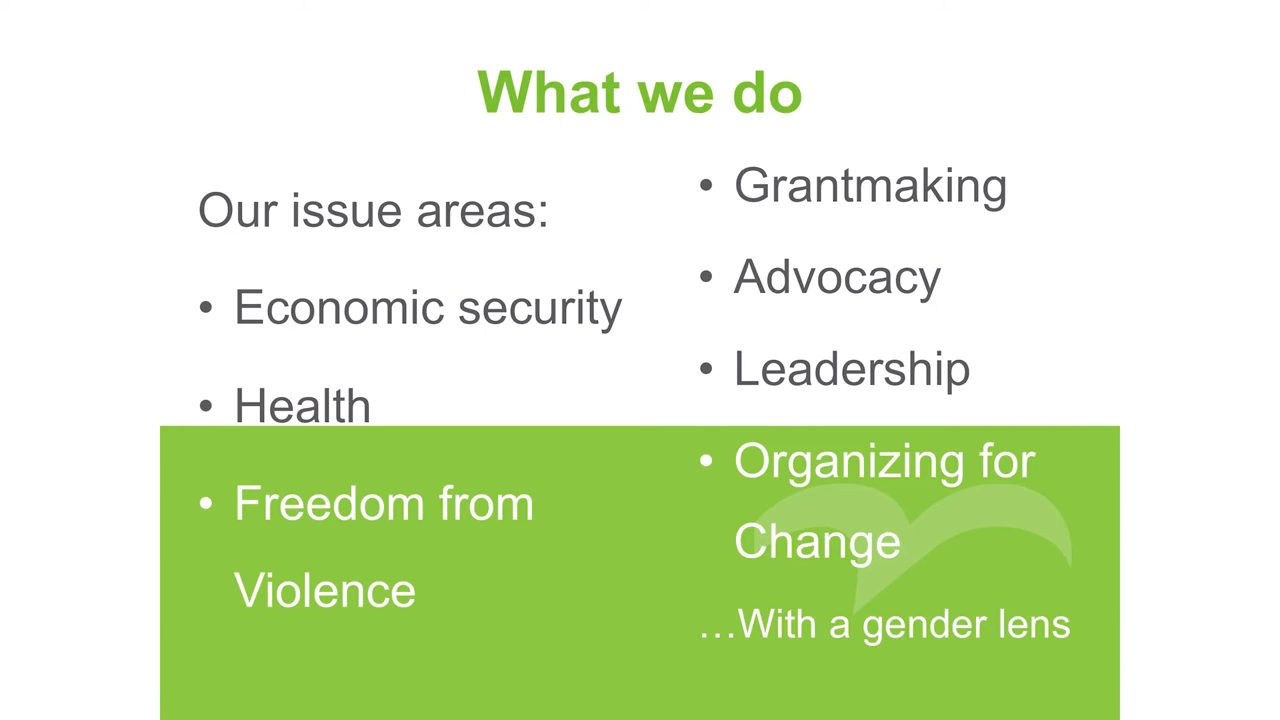 What we do
Our issue areas:
• Economic security
• Health
• Freedom from
Violence
• Grantmaking
• Advocacy
• Leadership
• Organizing for
Change
…With a gender lens